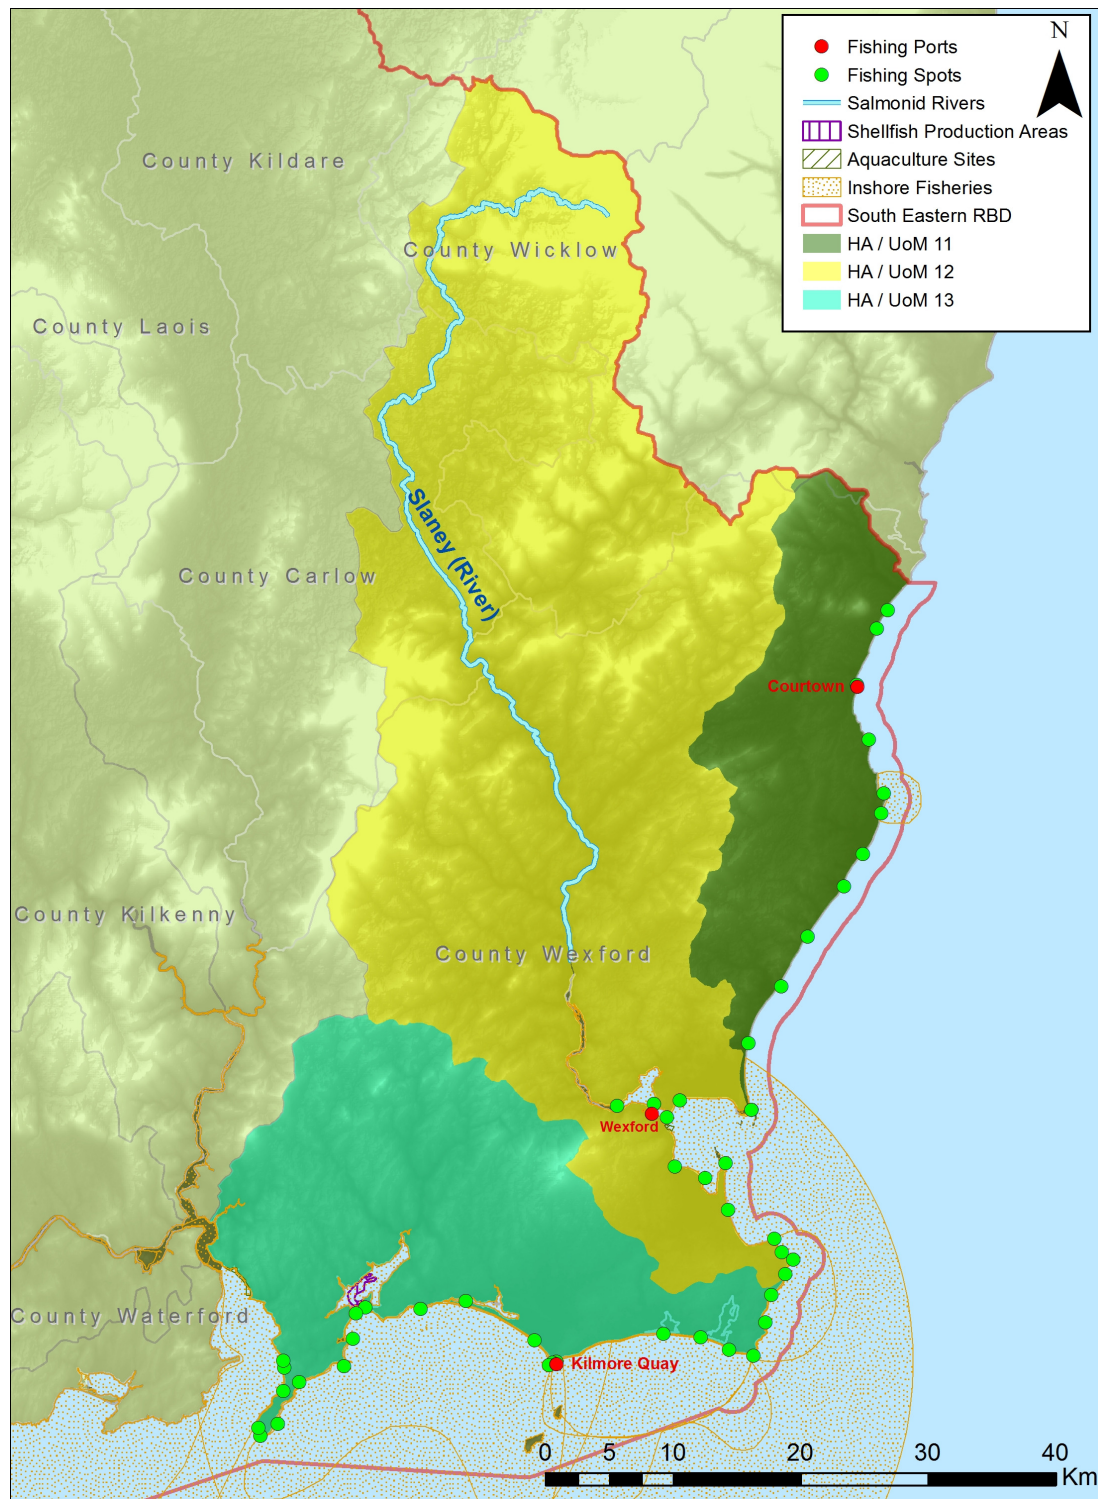 N
Fishing Ports
Fishing Spots
Salmonid Rivers
Shellfish Production Areas
Aquaculture Sites
Inshore Fisheries
South Eastern RBD
HA / UoM 11
HA / UoM 12
HA / UoM 13
County Kildare
County Wicklow
County Laois
Slaney (River)
County Carlow
Courtown
County Kilkenny
County Wexford
Wexford
County Waterford
Kilmore Quay
0 5 10 20 30 40
Km